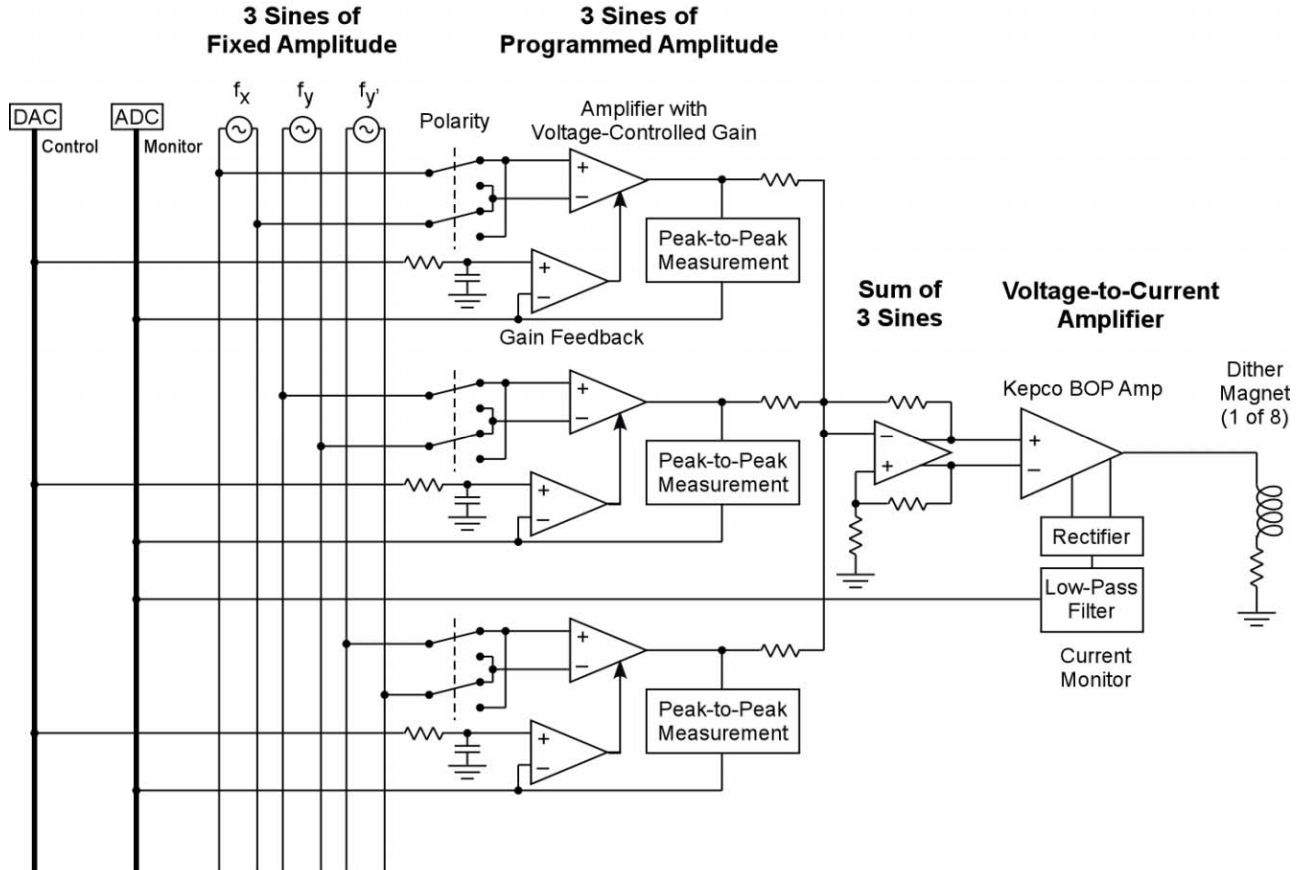 3 Sines of
Fixed Amplitude
3 Sines of
Programmed Amplitude
fx
fy
fy'
DAC
ADC
Control
Monitor
Polarity
Amplifier with
Voltage-Controlled Gain
+
−
Peak-to-Peak
Measurement
+
−
Gain Feedback
Sum of
3 Sines
Voltage-to-Current
Amplifier
Kepco BOP Amp
Dither
Magnet
(1 of 8)
+
−
Peak-to-Peak
Measurement
+
−
−
+
+
−
Rectifier
Low-Pass
Filter
Current
Monitor
+
−
Peak-to-Peak
Measurement
+
−